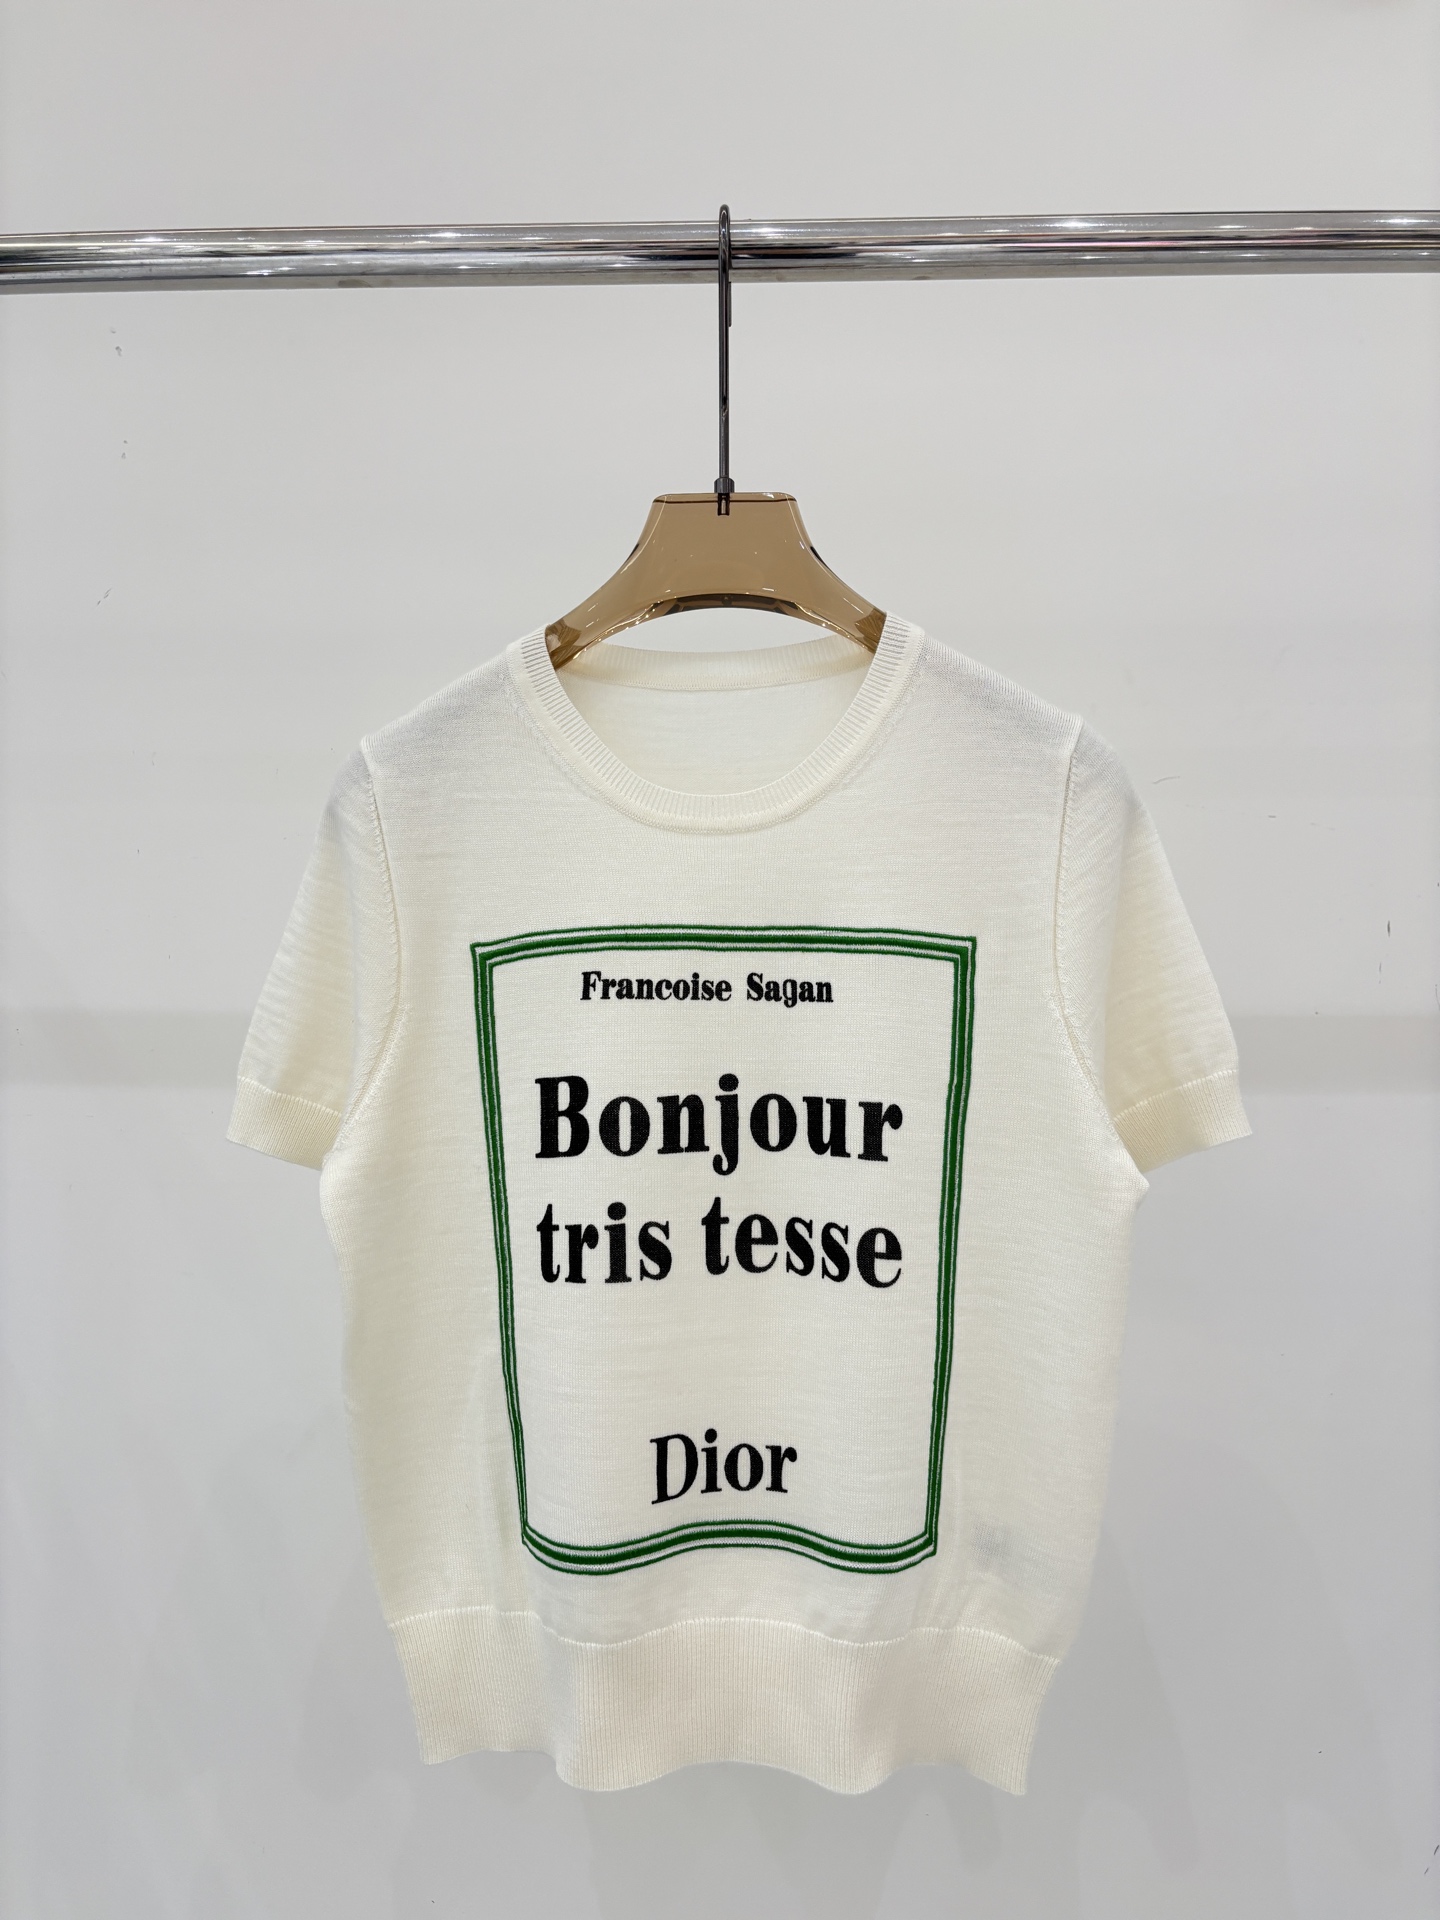 Francoise Sagan
Bonjour
tris tesse
Dior